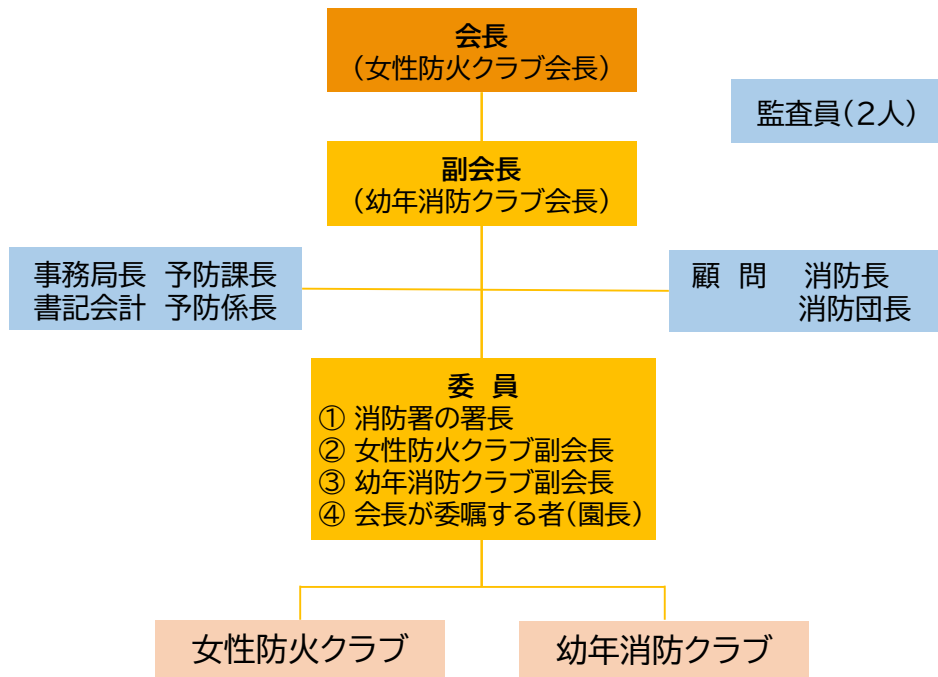 会長
（女性防火クラブ会長）
監査員（２人）
副会長
（幼年消防クラブ会長）
事務局長 予防課長
書記会計 予防係長
顧 問 消防長
消防団長
委 員
① 消防署の署長
② 女性防火クラブ副会長
③ 幼年消防クラブ副会長
④ 会長が委嘱する者（園長）
女性防火クラブ
幼年消防クラブ